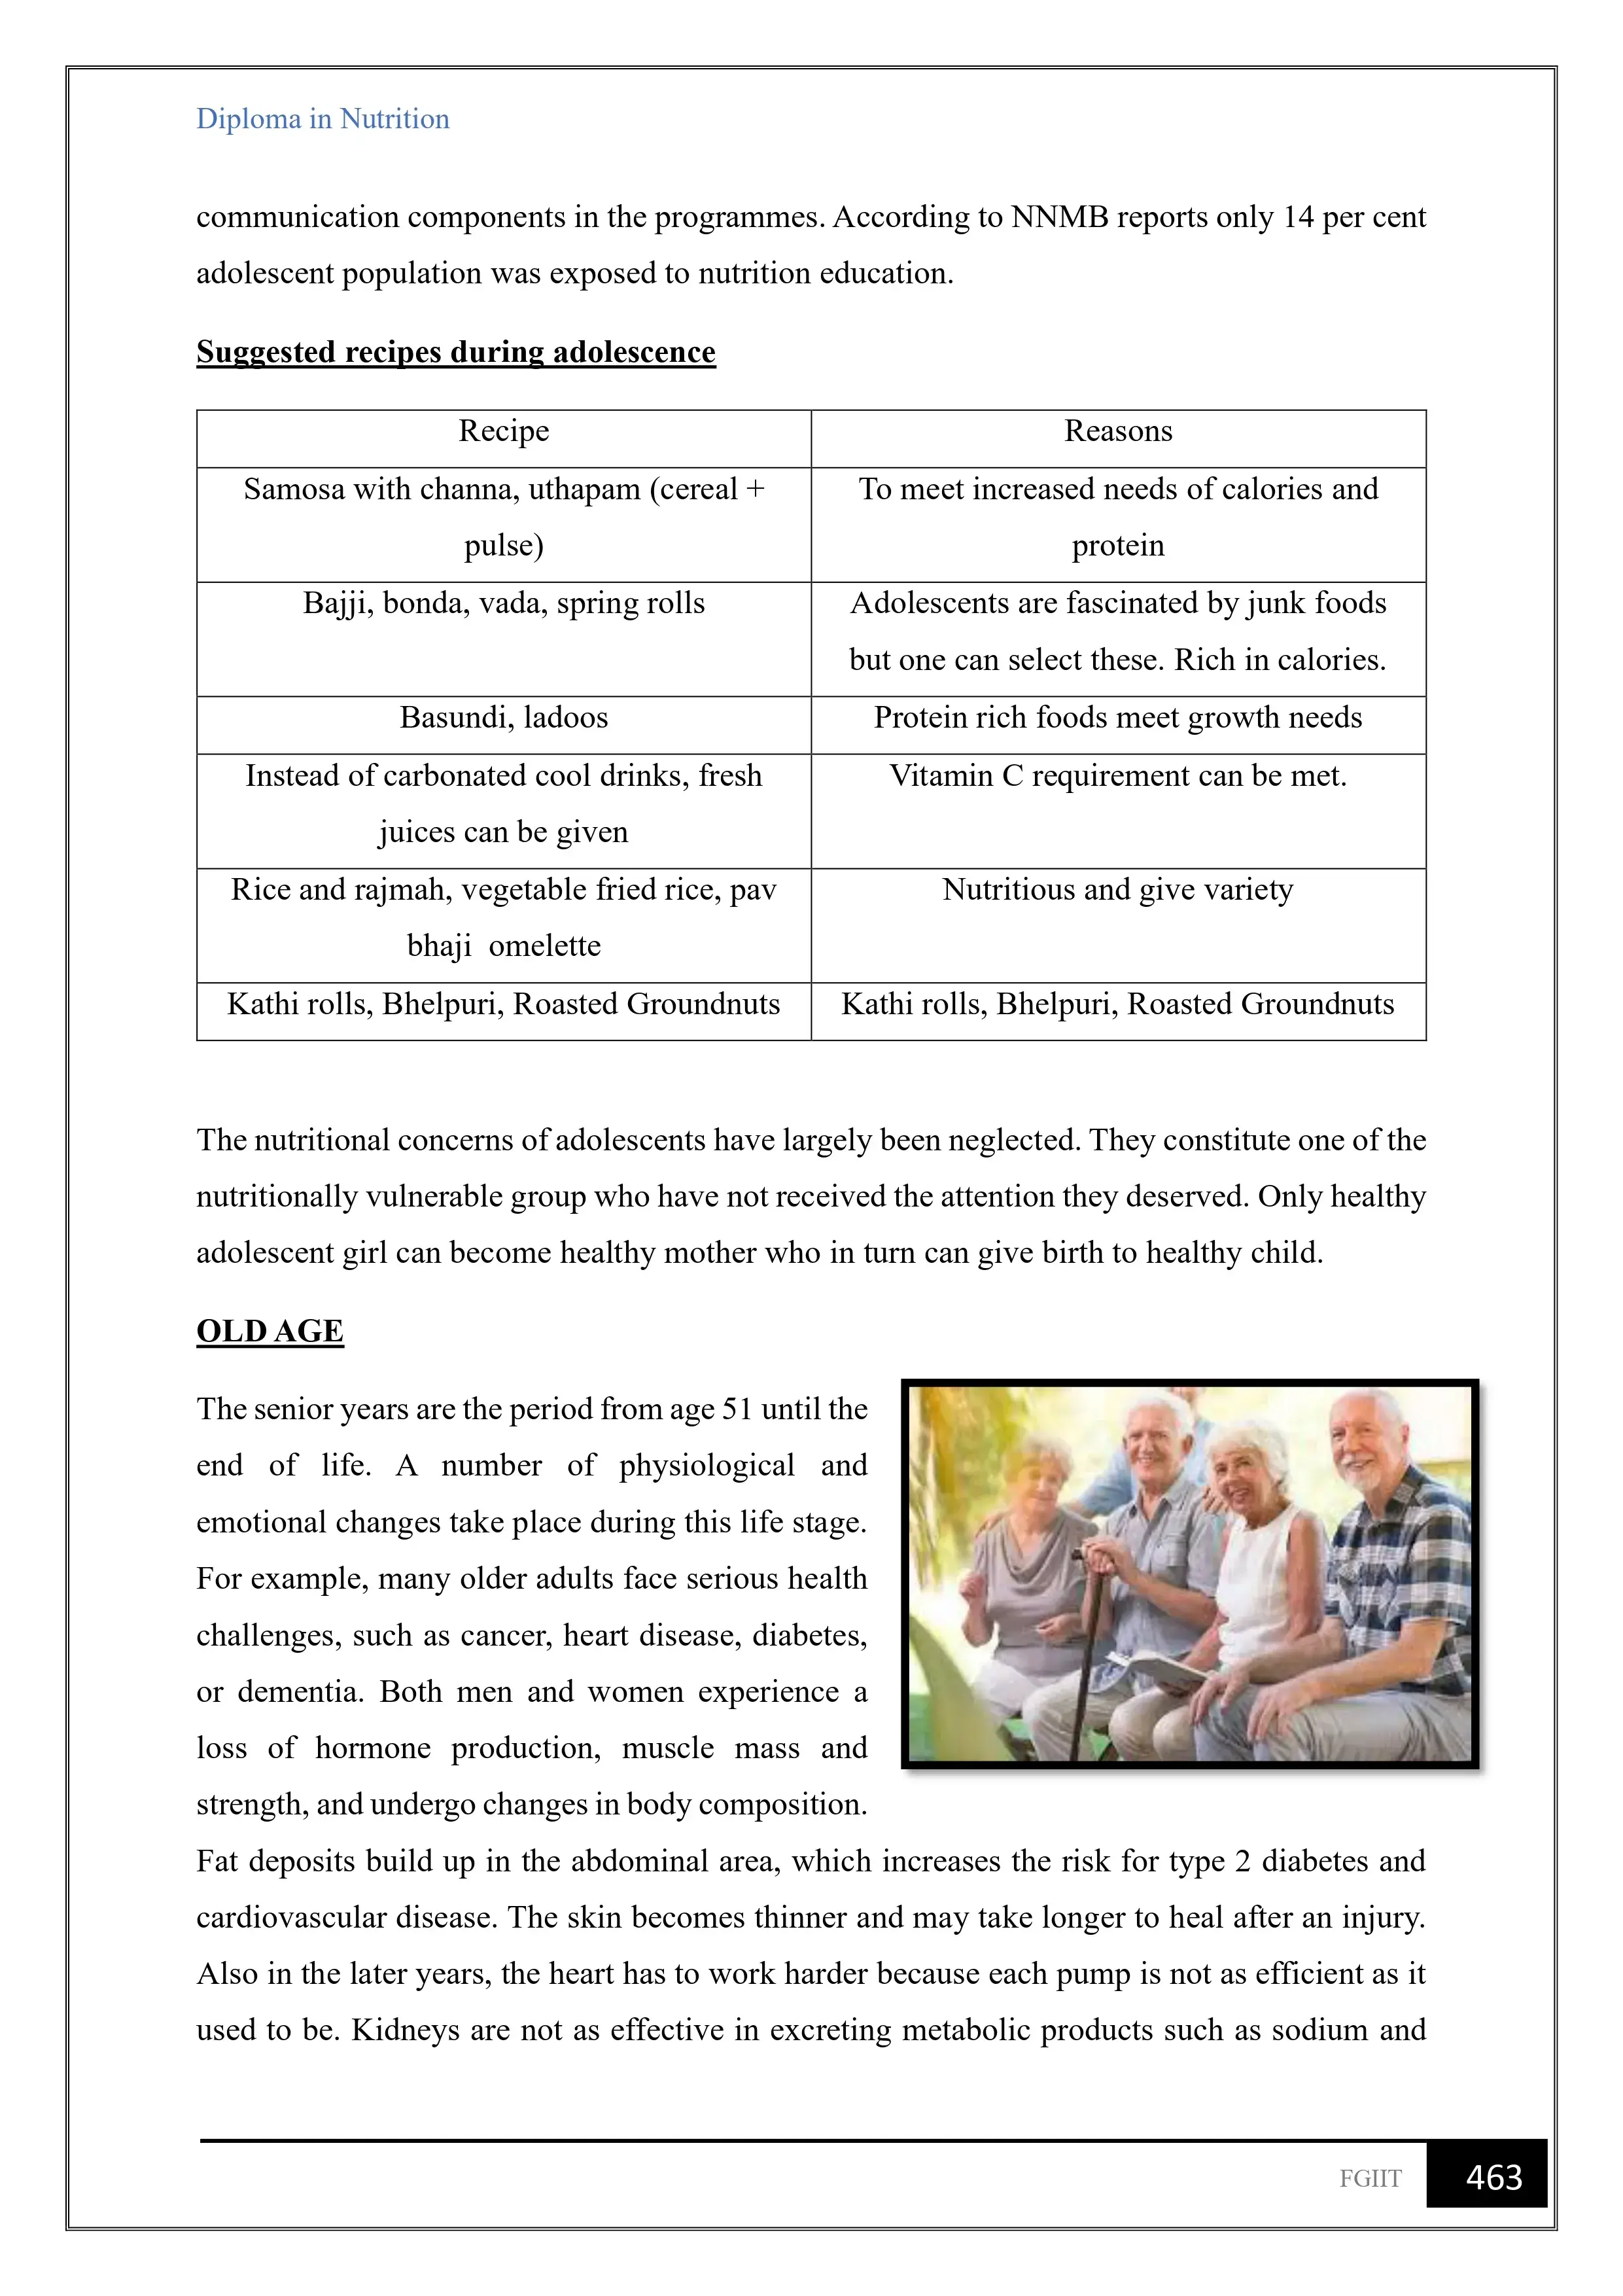 Diploma in Nutrition
communication components in the programmes. According to NNMB reports only 14 per cent
adolescent population was exposed to nutrition education.
Suggested recipes during adolescence
Recipe
Reasons
Samosa with channa, uthapam (cereal +
pulse)
To meet increased needs of calories and
protein
Bajji, bonda, vada, spring rolls
Adolescents are fascinated by junk foods
but one can select these. Rich in calories.
Basundi, ladoos
Protein rich foods meet growth needs
Instead of carbonated cool drinks, fresh
juices can be given
Vitamin C requirement can be met.
Rice and rajmah, vegetable fried rice, pav
bhaji  omelette
Nutritious and give variety
Kathi rolls, Bhelpuri, Roasted Groundnuts
Kathi rolls, Bhelpuri, Roasted Groundnuts
The nutritional concerns of adolescents have largely been neglected. They constitute one of the
nutritionally vulnerable group who have not received the attention they deserved. Only healthy
adolescent girl can become healthy mother who in turn can give birth to healthy child.
OLD AGE
The senior years are the period from age 51 until the
end of life. A number of physiological and
emotional changes take place during this life stage.
For example, many older adults face serious health
challenges, such as cancer, heart disease, diabetes,
or dementia. Both men and women experience a
loss of hormone production, muscle mass and
strength, and undergo changes in body composition.
Fat deposits build up in the abdominal area, which increases the risk for type 2 diabetes and
cardiovascular disease. The skin becomes thinner and may take longer to heal after an injury.
Also in the later years, the heart has to work harder because each pump is not as efficient as it
used to be. Kidneys are not as effective in excreting metabolic products such as sodium and
FGIIT
463